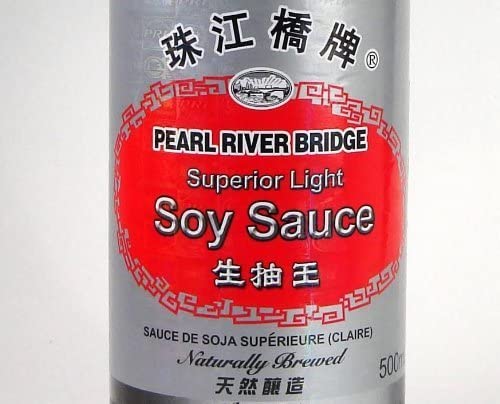 珠江橋牌®
PEARL RIVER BRIDGE
Superior Light
Soy Sauce
生抽王
SAUCE DE SOJA SUPÉRIEURE (CLAIRE)
Naturally Brewed
500m
天然釀造